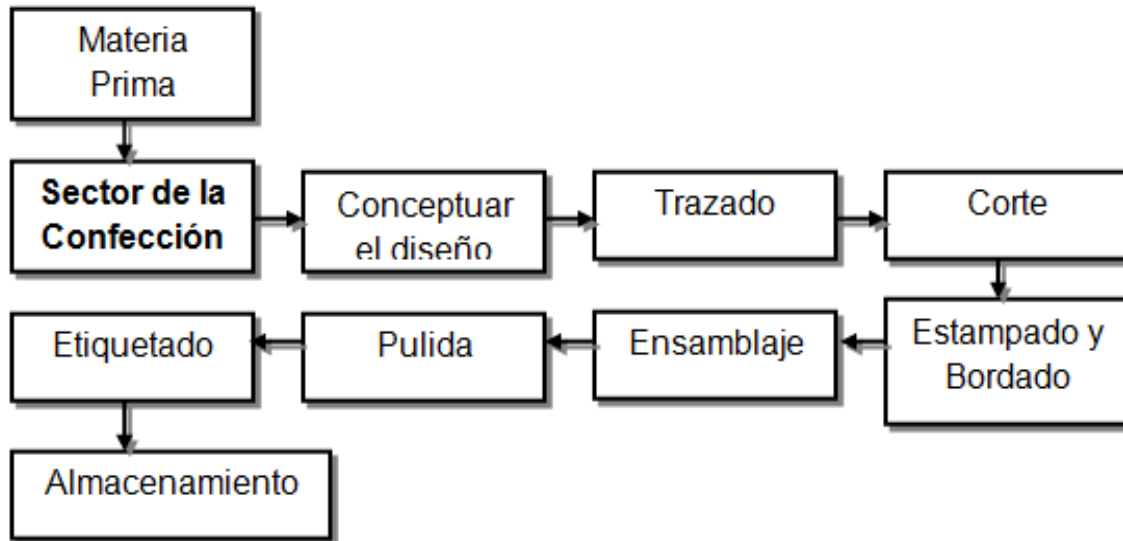 Materia
Prima
Sector de la
Confección
Conceptuar
el diseño
Trazado
Corte
Estampado y
Bordado
Ensamblaje
Pulida
Etiquetado
Almacenamiento